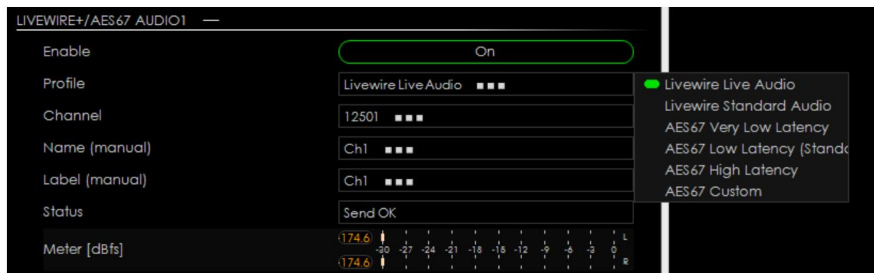 LIVEWIRE+/AES67 AUDIO1 —
Enable On
Profile Livewire Live Audio
Livewire Live Audio
Livewire Standard Audio
AES67 Very Low Latency
AES67 Low Latency (Standa
AES67 High Latency
AES67 Custom
Channel 12501
Name (manual) Ch1
Label (manual) Ch1
Status Send OK
Meter [dBfs]
-174.6 L
-30 -27 -24 -21 -18 -15 -12 -9 -6 -3 0
-174.6 R